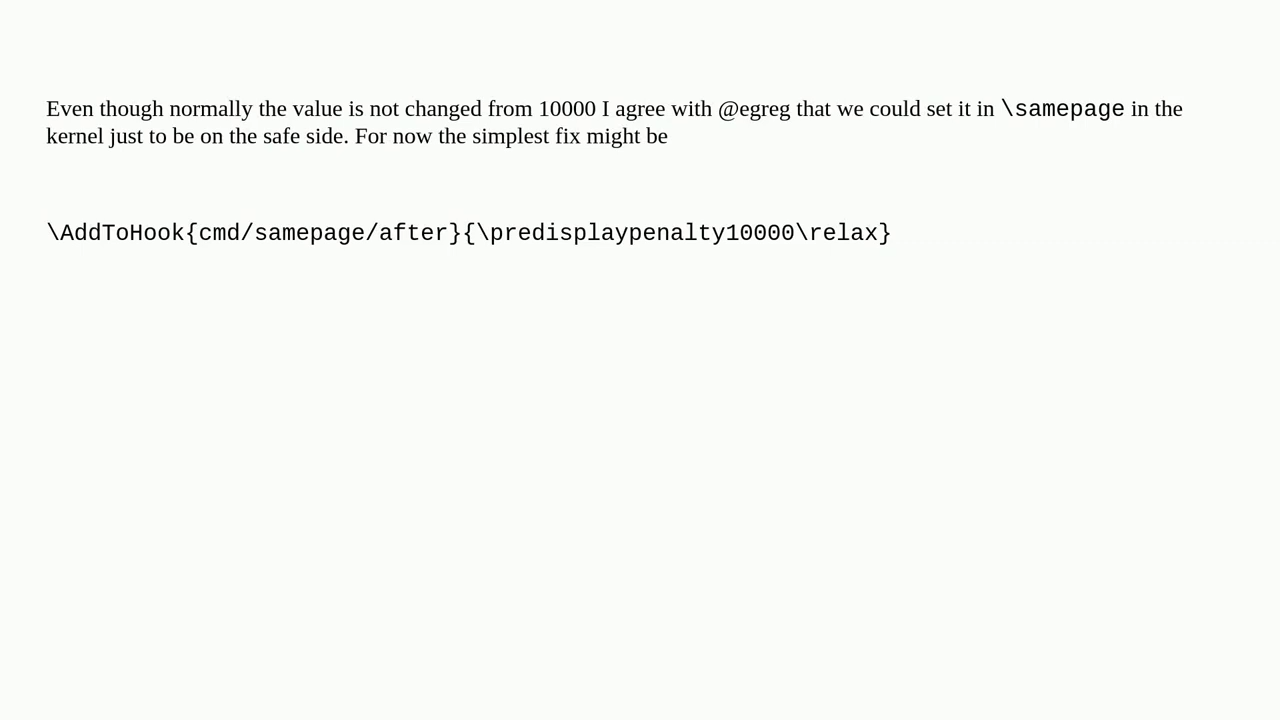 Even though normally the value is not changed from 10000 I agree with @egreg that we could set it in \samepage in the
kernel just to be on the safe side. For now the simplest fix might be
\AddToHook{cmd/samepage/after}{\predisplaypenalty10000\relax}